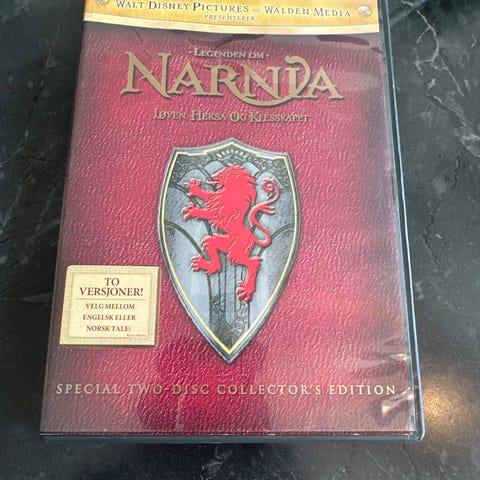 WALT DISNEY PICTURES OG WALDEN MEDIA
PRESENTERER
LEGENDEN OM
NARNIA
LØVEN, HEKSA OG KLESSKAPET
TO
VERSJONER!
VELG MELLOM
ENGELSK ELLER
NORSK TALE!
SPECIAL TWO-DISC COLLECTOR'S EDITION